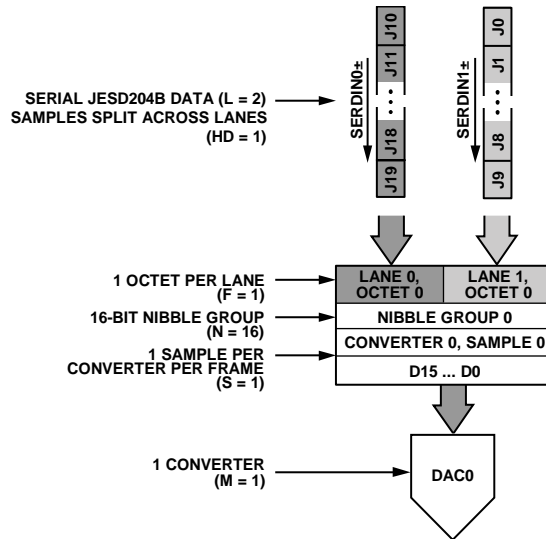 J10
J11
...
J18
J19
SERDIN0±
J0
J1
...
J8
J9
SERDIN1±
SERIAL JESD204B DATA (L = 2)
SAMPLES SPLIT ACROSS LANES
(HD = 1)
1 OCTET PER LANE
(F = 1)
LANE 0,
OCTET 0
LANE 1,
OCTET 0
16-BIT NIBBLE GROUP
(N = 16)
NIBBLE GROUP 0
1 SAMPLE PER
CONVERTER PER FRAME
(S = 1)
CONVERTER 0, SAMPLE 0
D15 ... D0
1 CONVERTER
(M = 1)
DAC0